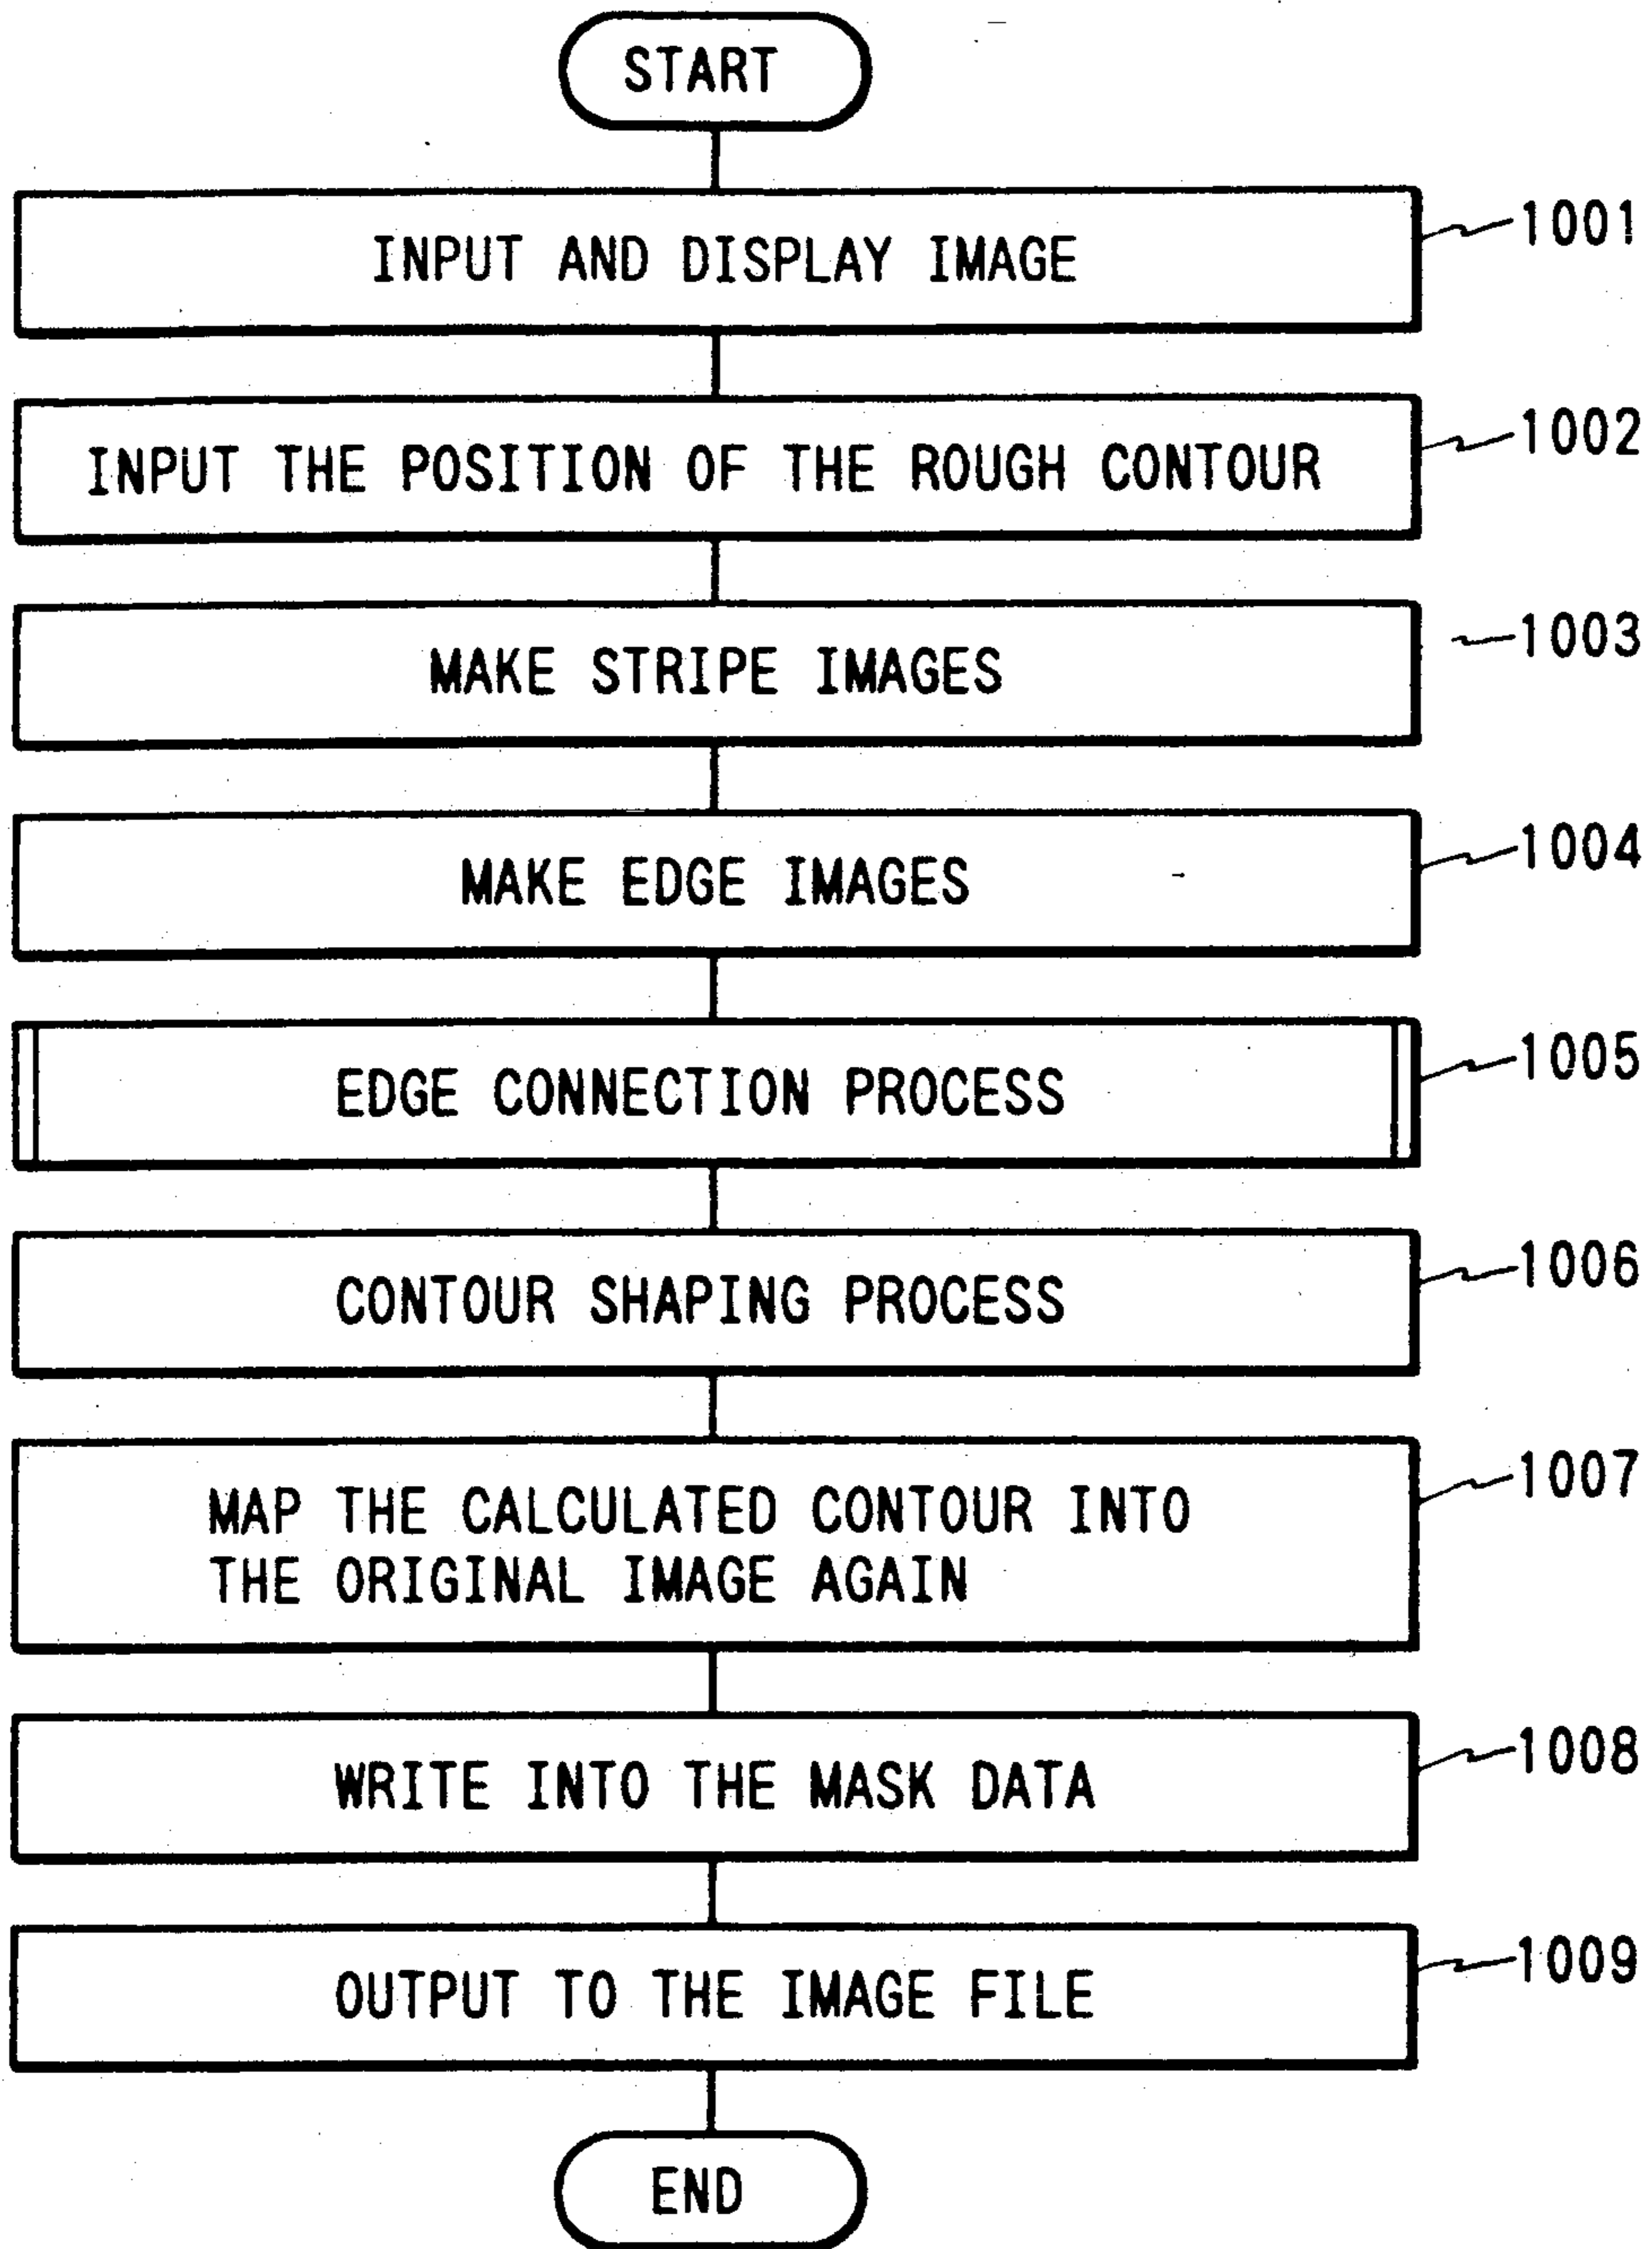 START
INPUT AND DISPLAY IMAGE
1001
INPUT THE POSITION OF THE ROUGH CONTOUR
1002
MAKE STRIPE IMAGES
1003
MAKE EDGE IMAGES
1004
EDGE CONNECTION PROCESS
1005
CONTOUR SHAPING PROCESS
1006
MAP THE CALCULATED CONTOUR INTO
THE ORIGINAL IMAGE AGAIN
1007
WRITE INTO THE MASK DATA
1008
OUTPUT TO THE IMAGE FILE
1009
END